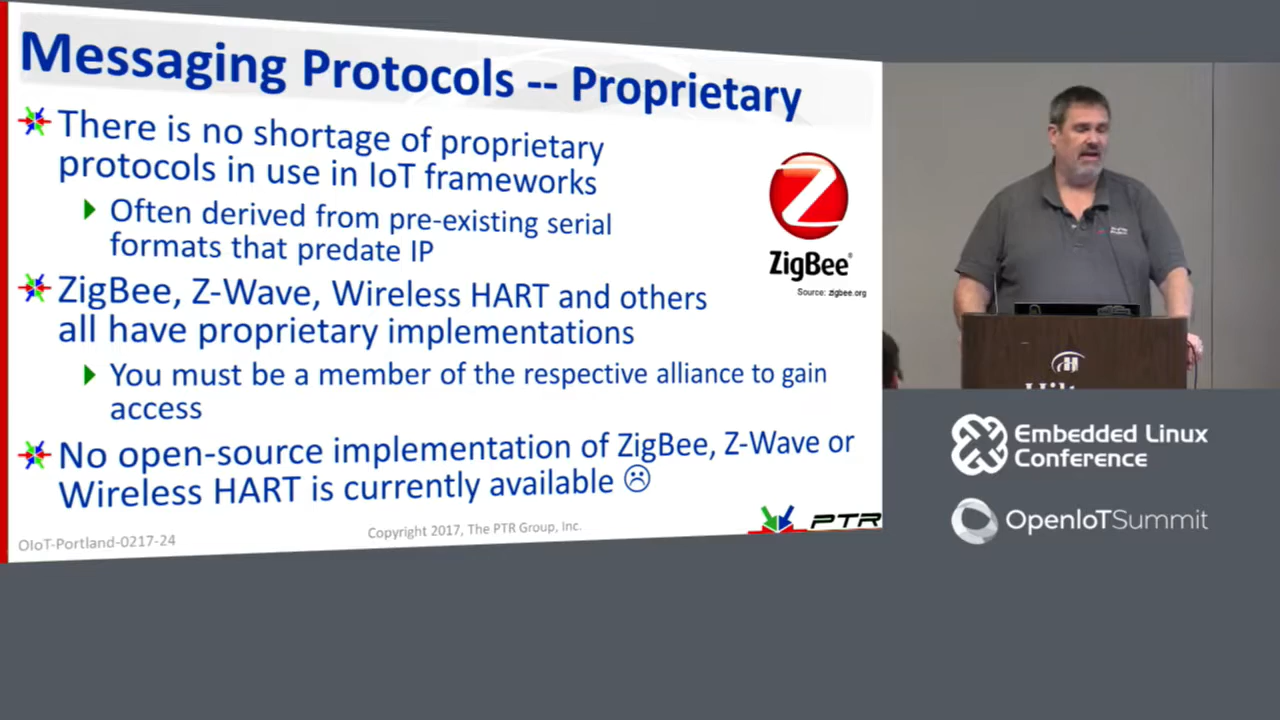 Messaging Protocols -- Proprietary
There is no shortage of proprietary
protocols in use in IoT frameworks
Often derived from pre-existing serial
formats that predate IP
ZigBee, Z-Wave, Wireless HART and others
all have proprietary implementations
You must be a member of the respective alliance to gain
access
No open-source implementation of ZigBee, Z-Wave or
Wireless HART is currently available ☹
ZigBee®
Source: zigbee.org
OIoT-Portland-0217-24
Copyright 2017, The PTR Group, Inc.
PTR
Embedded Linux
Conference
OpenIoTSummit